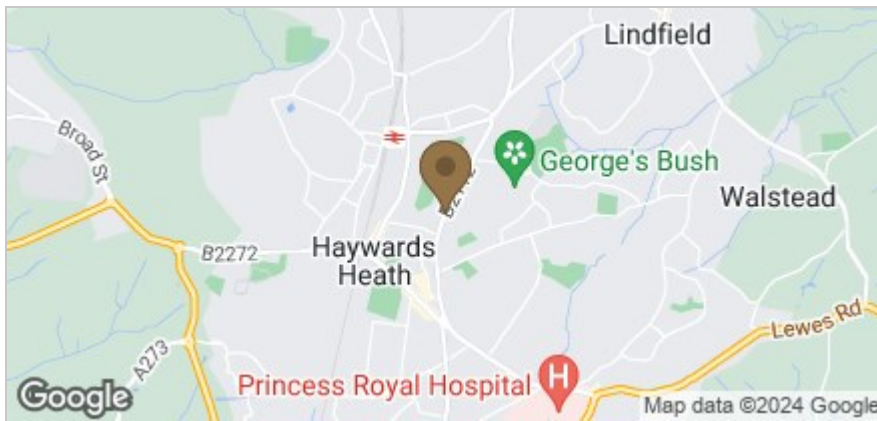 Lindfield
Broad St
George's Bush
B2112
Walstead
B2272
Haywards
Heath
Lewes Rd
A273
Princess Royal Hospital
H
Google
Map data ©2024 Google